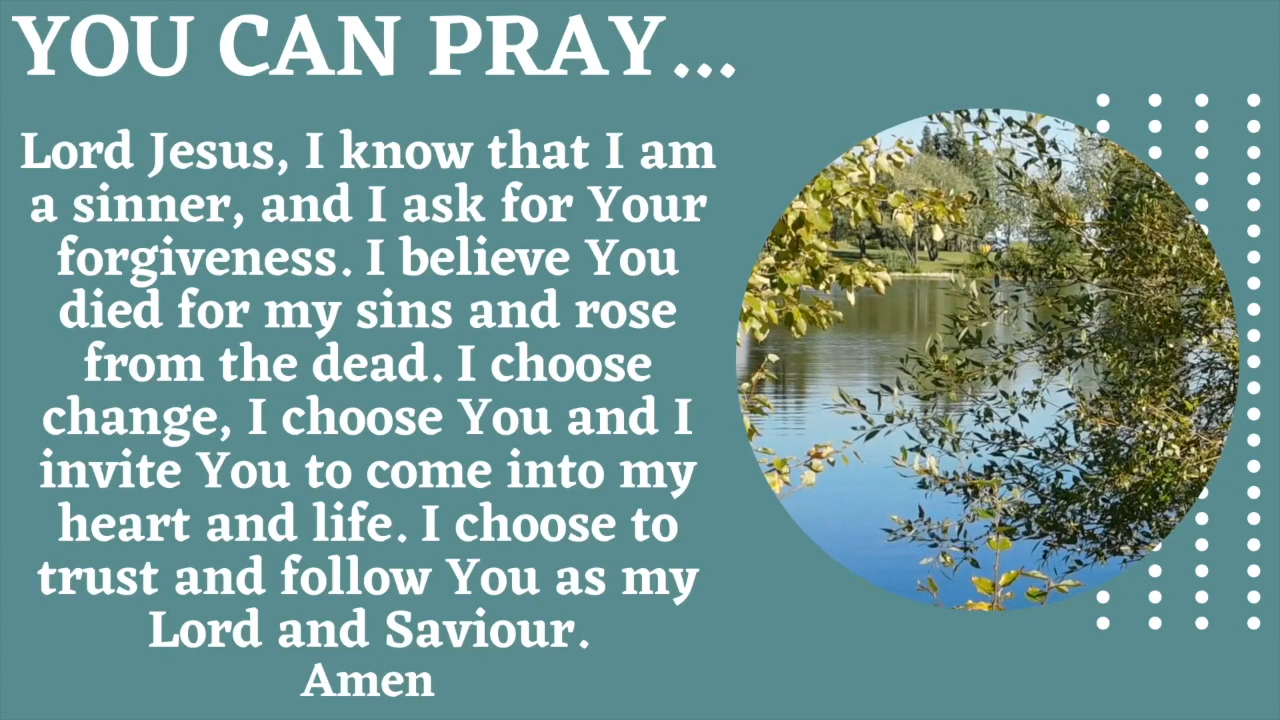 YOU CAN PRAY...
Lord Jesus, I know that I am
a sinner, and I ask for Your
forgiveness. I believe You
died for my sins and rose
from the dead. I choose
change, I choose You and I
invite You to come into my
heart and life. I choose to
trust and follow You as my
Lord and Saviour.
Amen